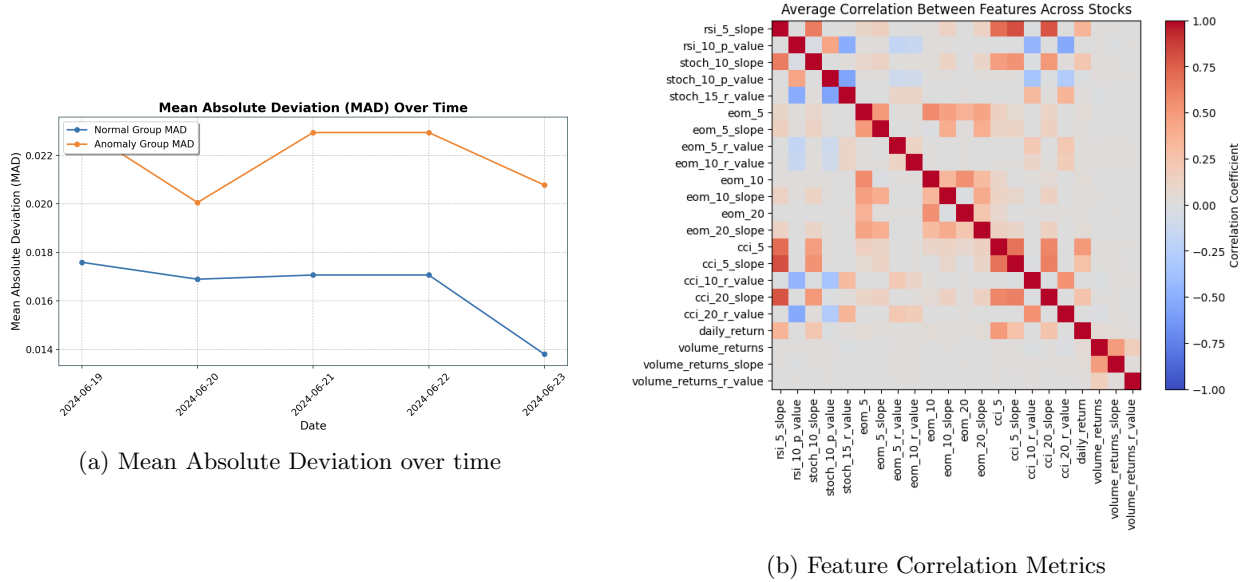 Mean Absolute Deviation (MAD) Over Time
Normal Group MAD
Anomaly Group MAD
Mean Absolute Deviation (MAD)
0.022
0.020
0.018
0.016
0.014
2024-06-19
2024-06-20
2024-06-21
2024-06-22
2024-06-23
Date
(a) Mean Absolute Deviation over time
Average Correlation Between Features Across Stocks
rsi_5_slope
rsi_10_p_value
stoch_10_slope
stoch_10_p_value
stoch_15_r_value
eom_5
eom_5_slope
eom_5_r_value
eom_10_r_value
eom_10
eom_10_slope
eom_20
eom_20_slope
cci_5
cci_5_slope
cci_10_r_value
cci_20_slope
cci_20_r_value
daily_return
volume_returns
volume_returns_slope
volume_returns_r_value
rsi_5_slope
rsi_10_p_value
stoch_10_slope
stoch_10_p_value
stoch_15_r_value
eom_5
eom_5_slope
eom_5_r_value
eom_10_r_value
eom_10
eom_10_slope
eom_20
eom_20_slope
cci_5
cci_5_slope
cci_10_r_value
cci_20_slope
cci_20_r_value
daily_return
volume_returns
volume_returns_slope
volume_returns_r_value
1.00
0.75
0.50
0.25
0.00
−0.25
−0.50
−0.75
−1.00
Correlation Coefficient
(b) Feature Correlation Metrics